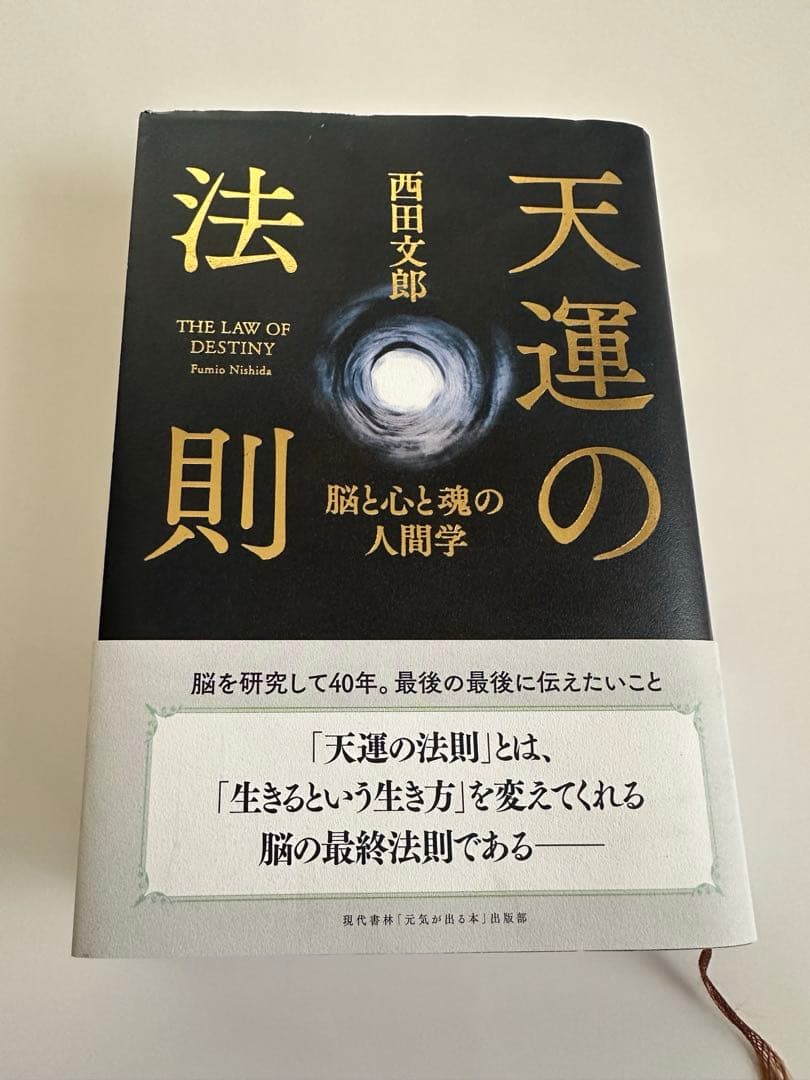 天運の
法則
西田文郎
THE LAW OF
DESTINY
Fumio Nishida
脳と心と魂の
人間学
脳を研究して40年。最後の最後に伝えたいこと
「天運の法則」とは、
「生きるという生き方」を変えてくれる
脳の最終法則である――
現代書林「元気が出る本」出版部